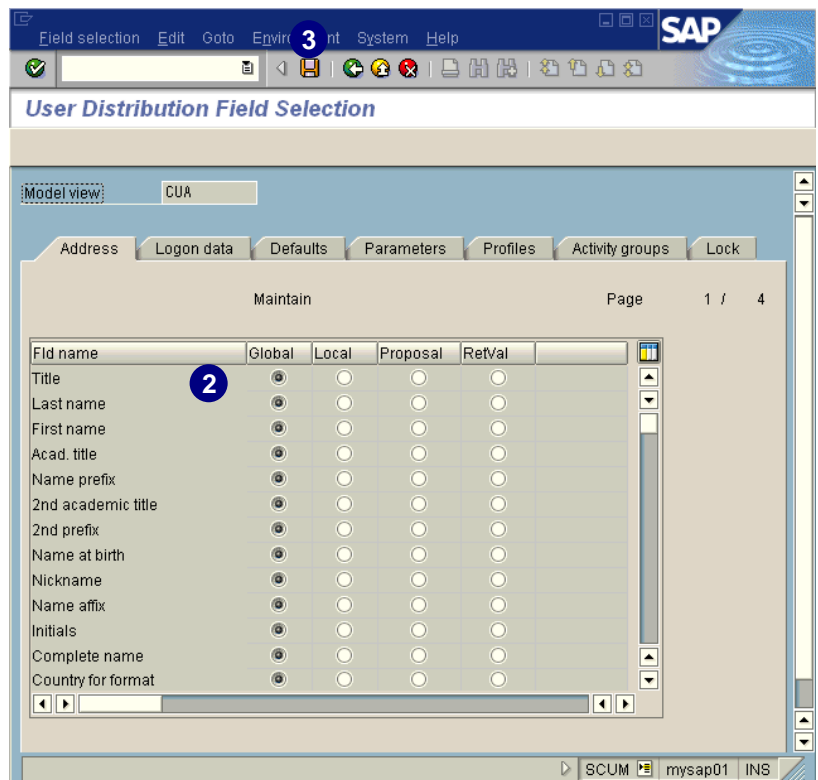 Field selection Edit Goto Enviro 3 nt System Help SAP
User Distribution Field Selection
Model view: CUA
Address Logon data Defaults Parameters Profiles Activity groups Lock
Maintain Page 1 / 4
Fld name Global Local Proposal RetVal
Title
2
Last name
First name
Acad. title
Name prefix
2nd academic title
2nd prefix
Name at birth
Nickname
Name affix
Initials
Complete name
Country for format
SCUM mysap01 INS